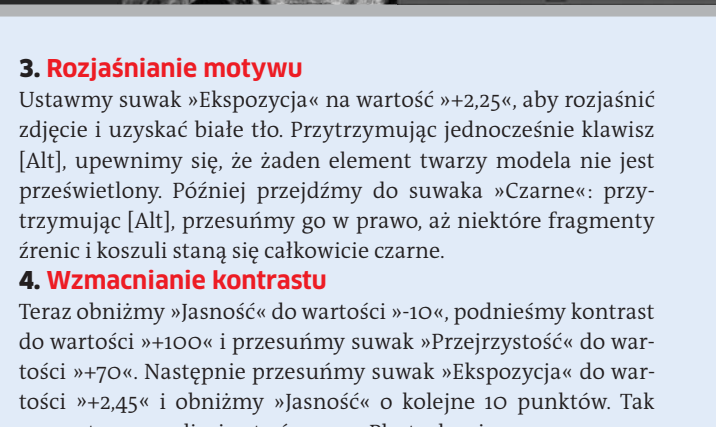 3. Rozjaśnianie motywu
Ustawmy suwak »Ekspozycja« na wartość »+2,25«, aby rozjaśnić
zdjęcie i uzyskać białe tło. Przytrzymując jednocześnie klawisz
[Alt], upewnimy się, że żaden element twarzy modela nie jest
prześwietlony. Później przejdźmy do suwaka »Czarne«: przy-
trzymując [Alt], przesuńmy go w prawo, aż niektóre fragmenty
źrenic i koszuli staną się całkowicie czarne.
4. Wzmacnianie kontrastu
Teraz obniżmy »Jasność« do wartości »-10«, podnieśmy kontrast
do wartości »+100« i przesuńmy suwak »Przejrzystość« do war-
tości »+70«. Następnie przesuńmy suwak »Ekspozycja« do war-
tości »+2,45« i obniżmy »Jasność« o kolejne 10 punktów. Tak